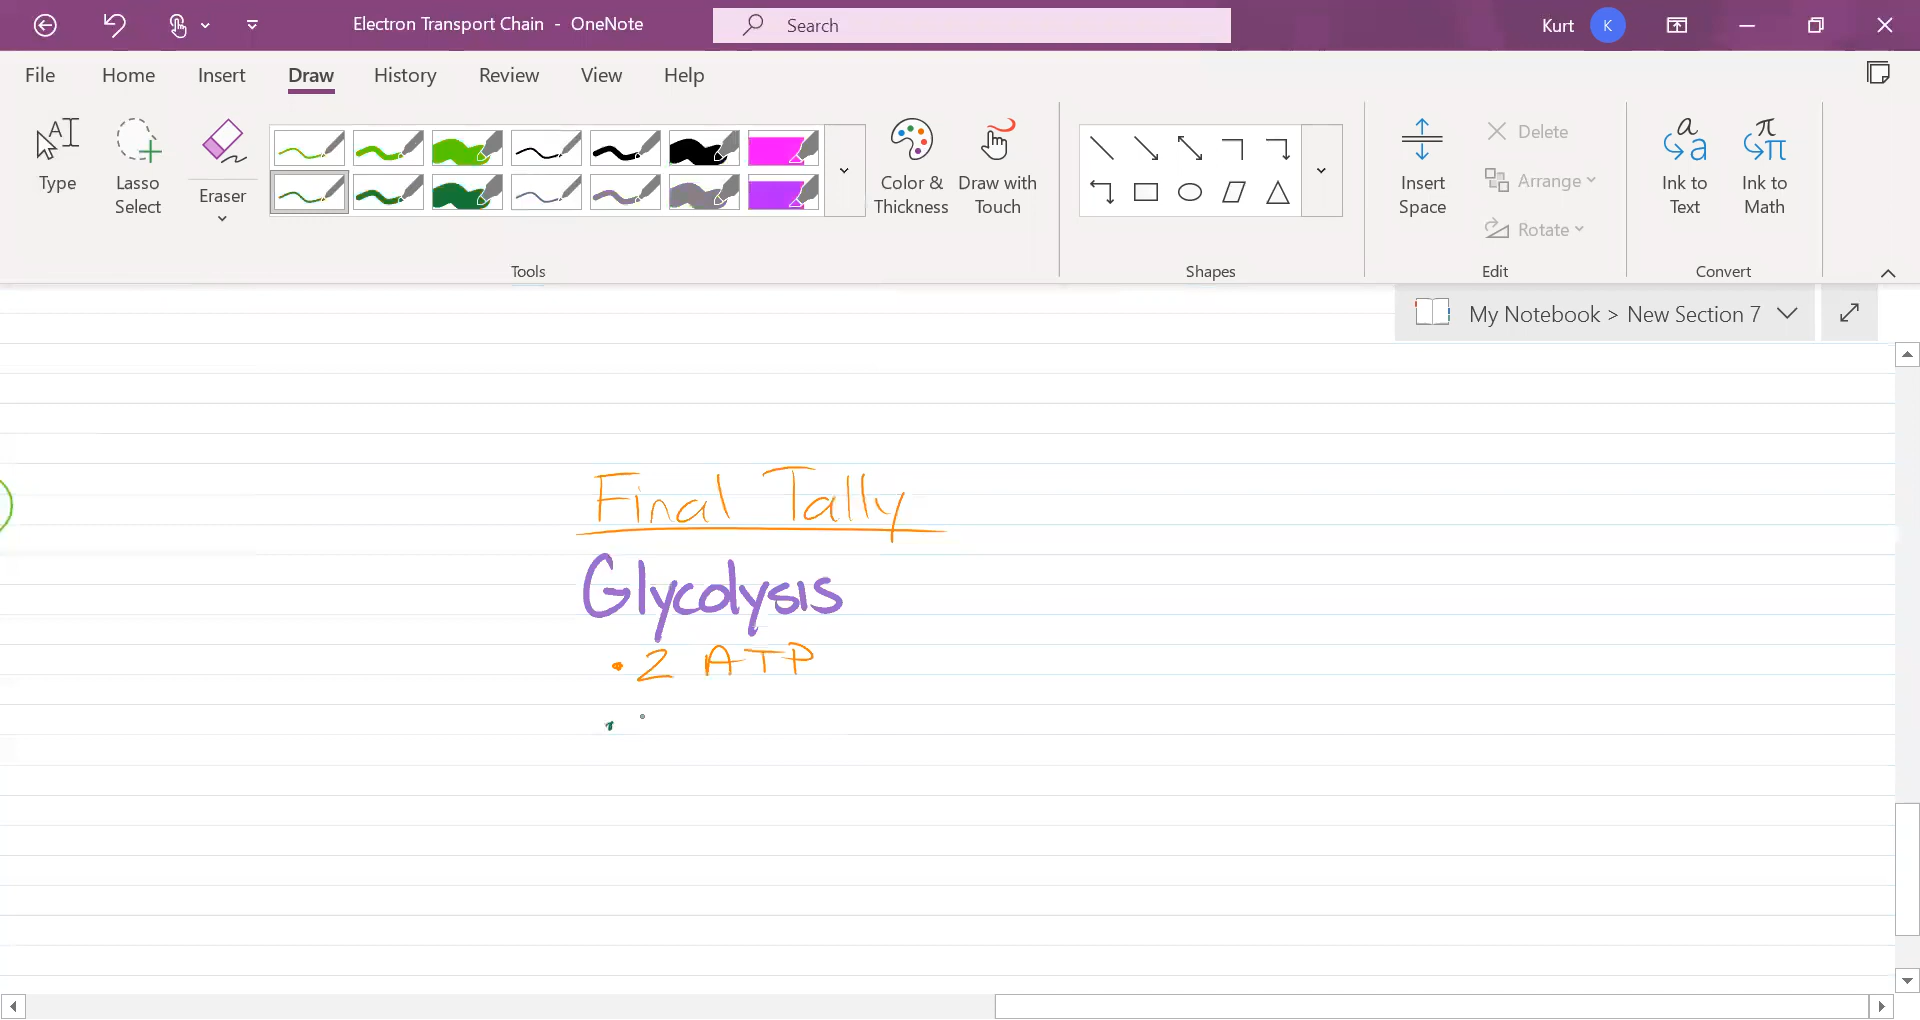 Electron Transport Chain - OneNote
Search
Kurt
K
File Home Insert Draw History Review View Help
Type
Lasso Select
Eraser
Color & Thickness
Draw with Touch
Insert Space
Delete
Arrange
Rotate
Ink to Text
Ink to Math
Tools
Shapes
Edit
Convert
My Notebook > New Section 7
Final Tally
Glycolysis
• 2 ATP